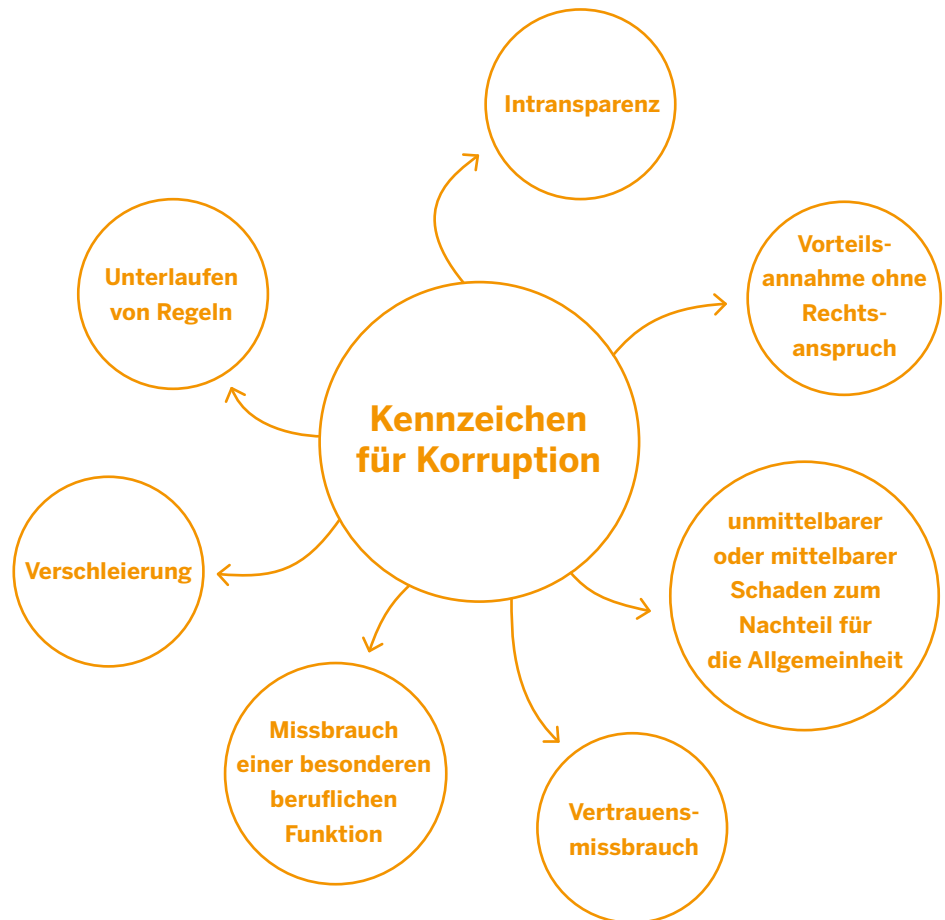 Intransparenz
Vorteils-
annahme ohne
Rechts-
anspruch
Unterlaufen
von Regeln
Kennzeichen
für Korruption
unmittelbarer
oder mittelbarer
Schaden zum
Nachteil für
die Allgemeinheit
Verschleierung
Missbrauch
einer besonderen
beruflichen
Funktion
Vertrauens-
missbrauch